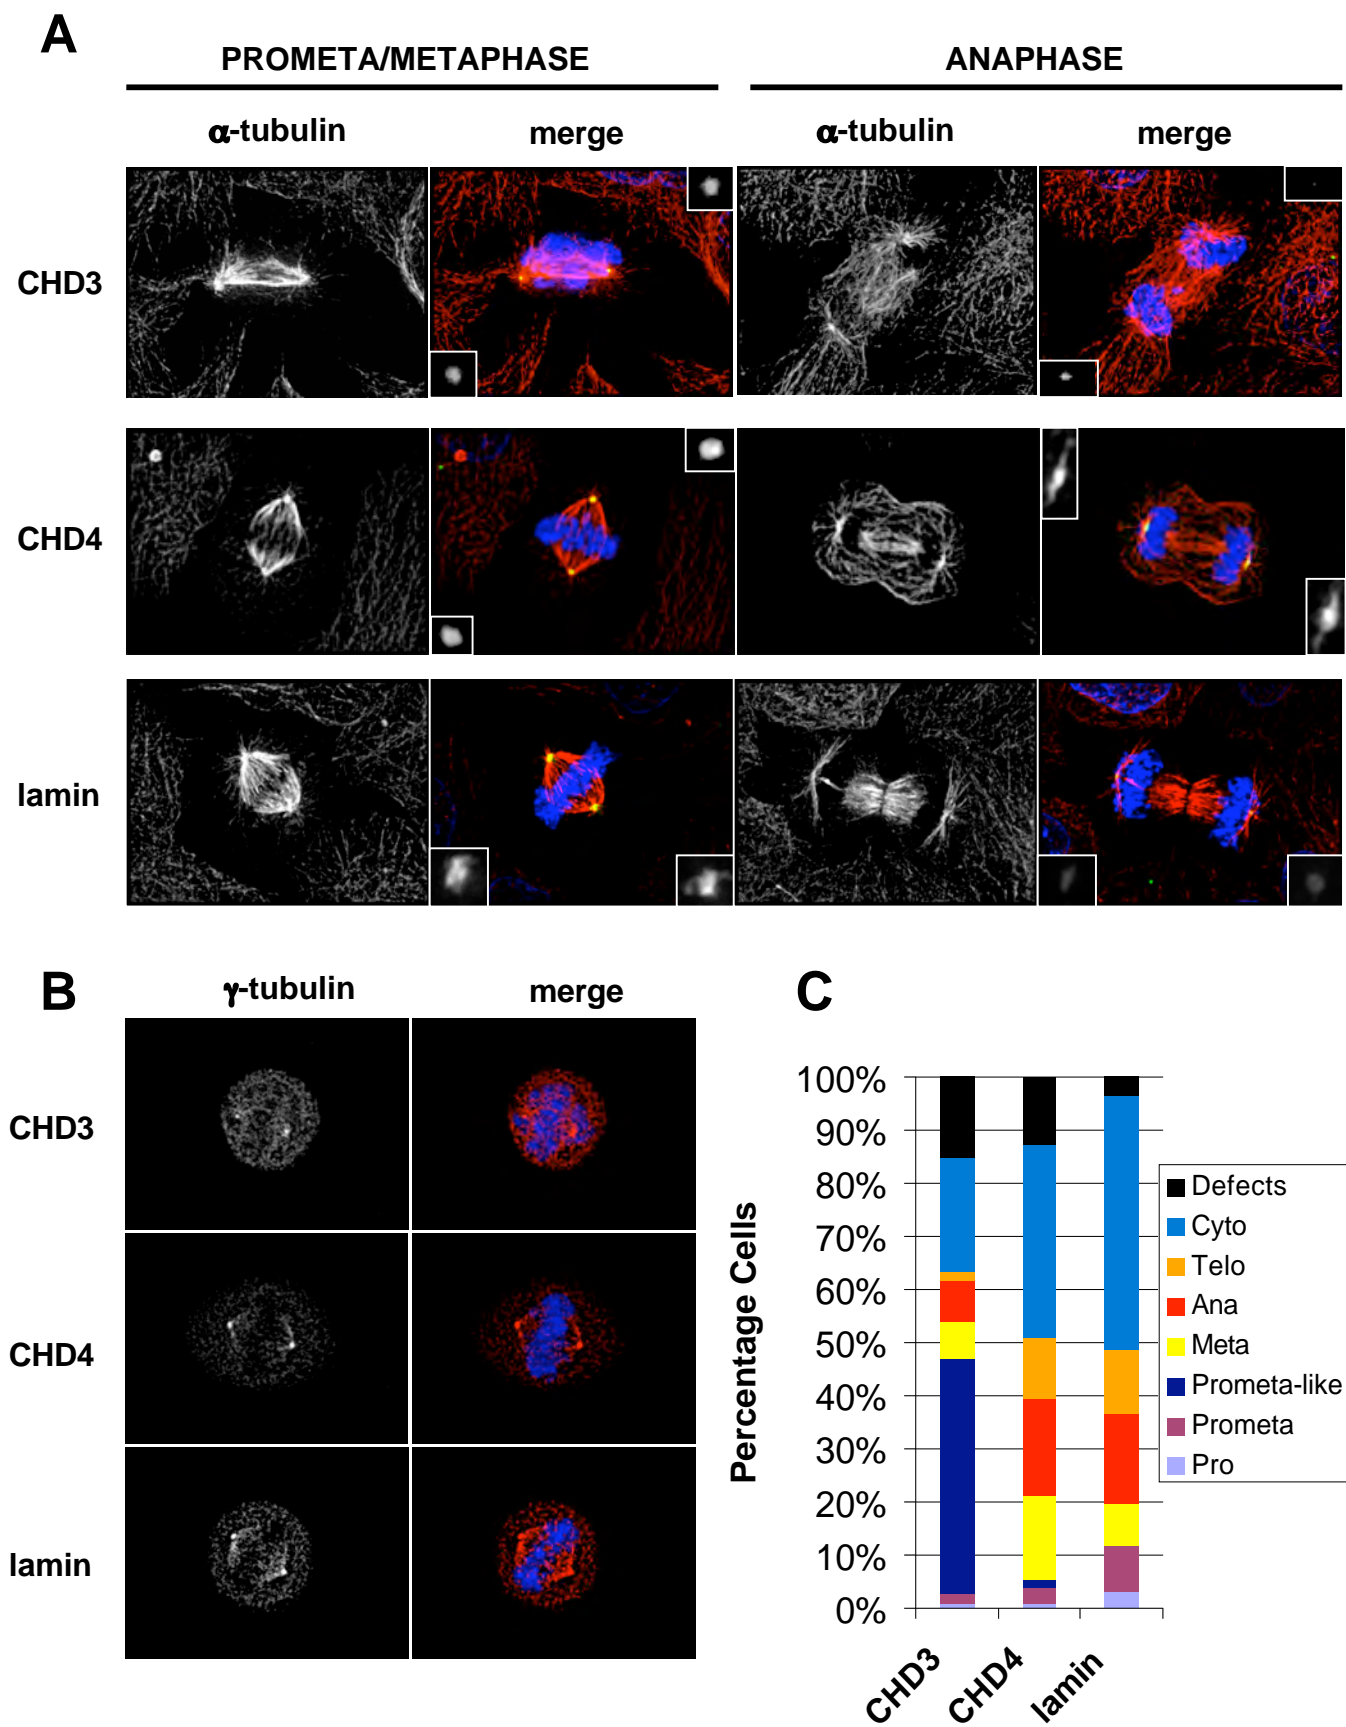 A
PROMETA/METAPHASE
ANAPHASE
α-tubulin
merge
α-tubulin
merge
CHD3
CHD4
lamin
B
γ-tubulin
merge
CHD3
CHD4
lamin
C
Percentage Cells
100%
90%
80%
70%
60%
50%
40%
30%
20%
10%
0%
CHD3
CHD4
lamin
Defects
Cyto
Telo
Ana
Meta
Prometa-like
Prometa
Pro